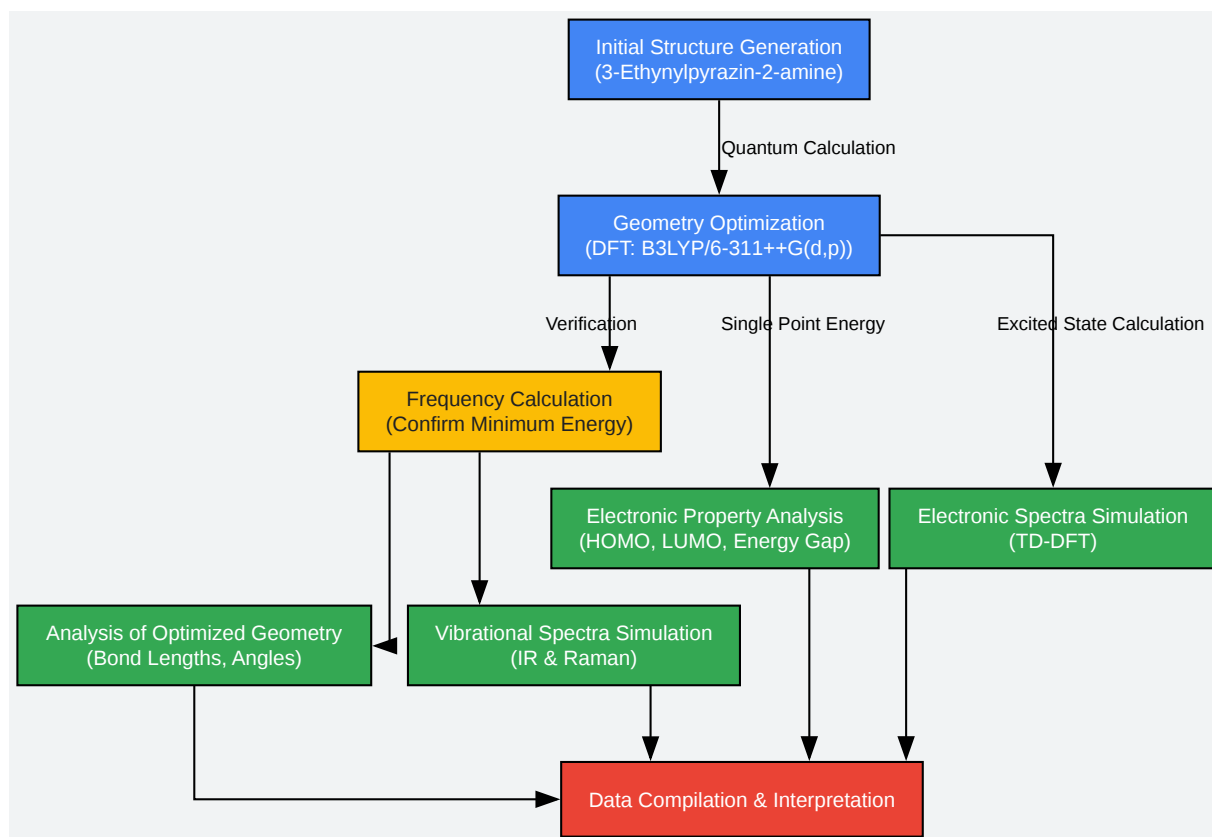 Initial Structure Generation
(3-Ethynylpyrazin-2-amine)
Quantum Calculation
Geometry Optimization
(DFT: B3LYP/6-311++G(d,p))
Verification
Single Point Energy
Excited State Calculation
Frequency Calculation
(Confirm Minimum Energy)
Electronic Property Analysis
(HOMO, LUMO, Energy Gap)
Electronic Spectra Simulation
(TD-DFT)
Analysis of Optimized Geometry
(Bond Lengths, Angles)
Vibrational Spectra Simulation
(IR & Raman)
Data Compilation & Interpretation